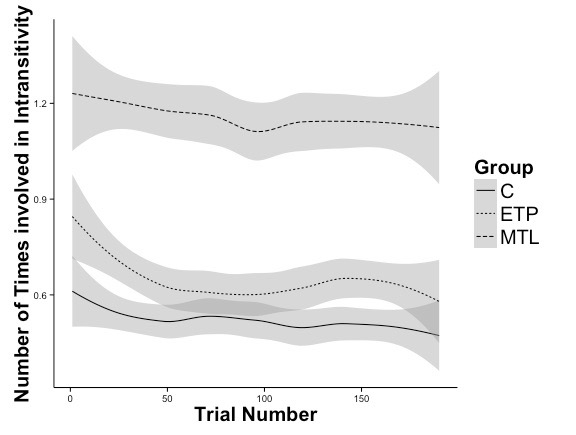 Number of Times involved in Intransitivity
1.2
0.9
0.6
0
50
100
150
Trial Number
Group
C
ETP
MTL